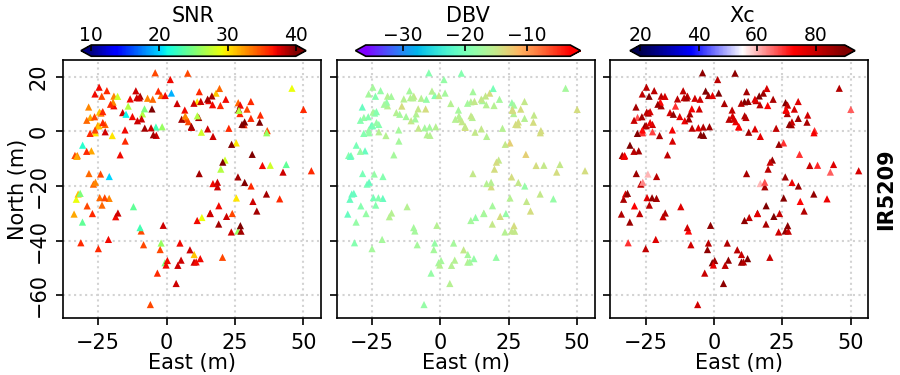 SNR DBV Xc
10 20 30 40 −30 −20 −10 20 40 60 80
20
0
−20
−40
−60
North (m)
IR5209
−25 0 25 50 −25 0 25 50 −25 0 25 50
East (m) East (m) East (m)